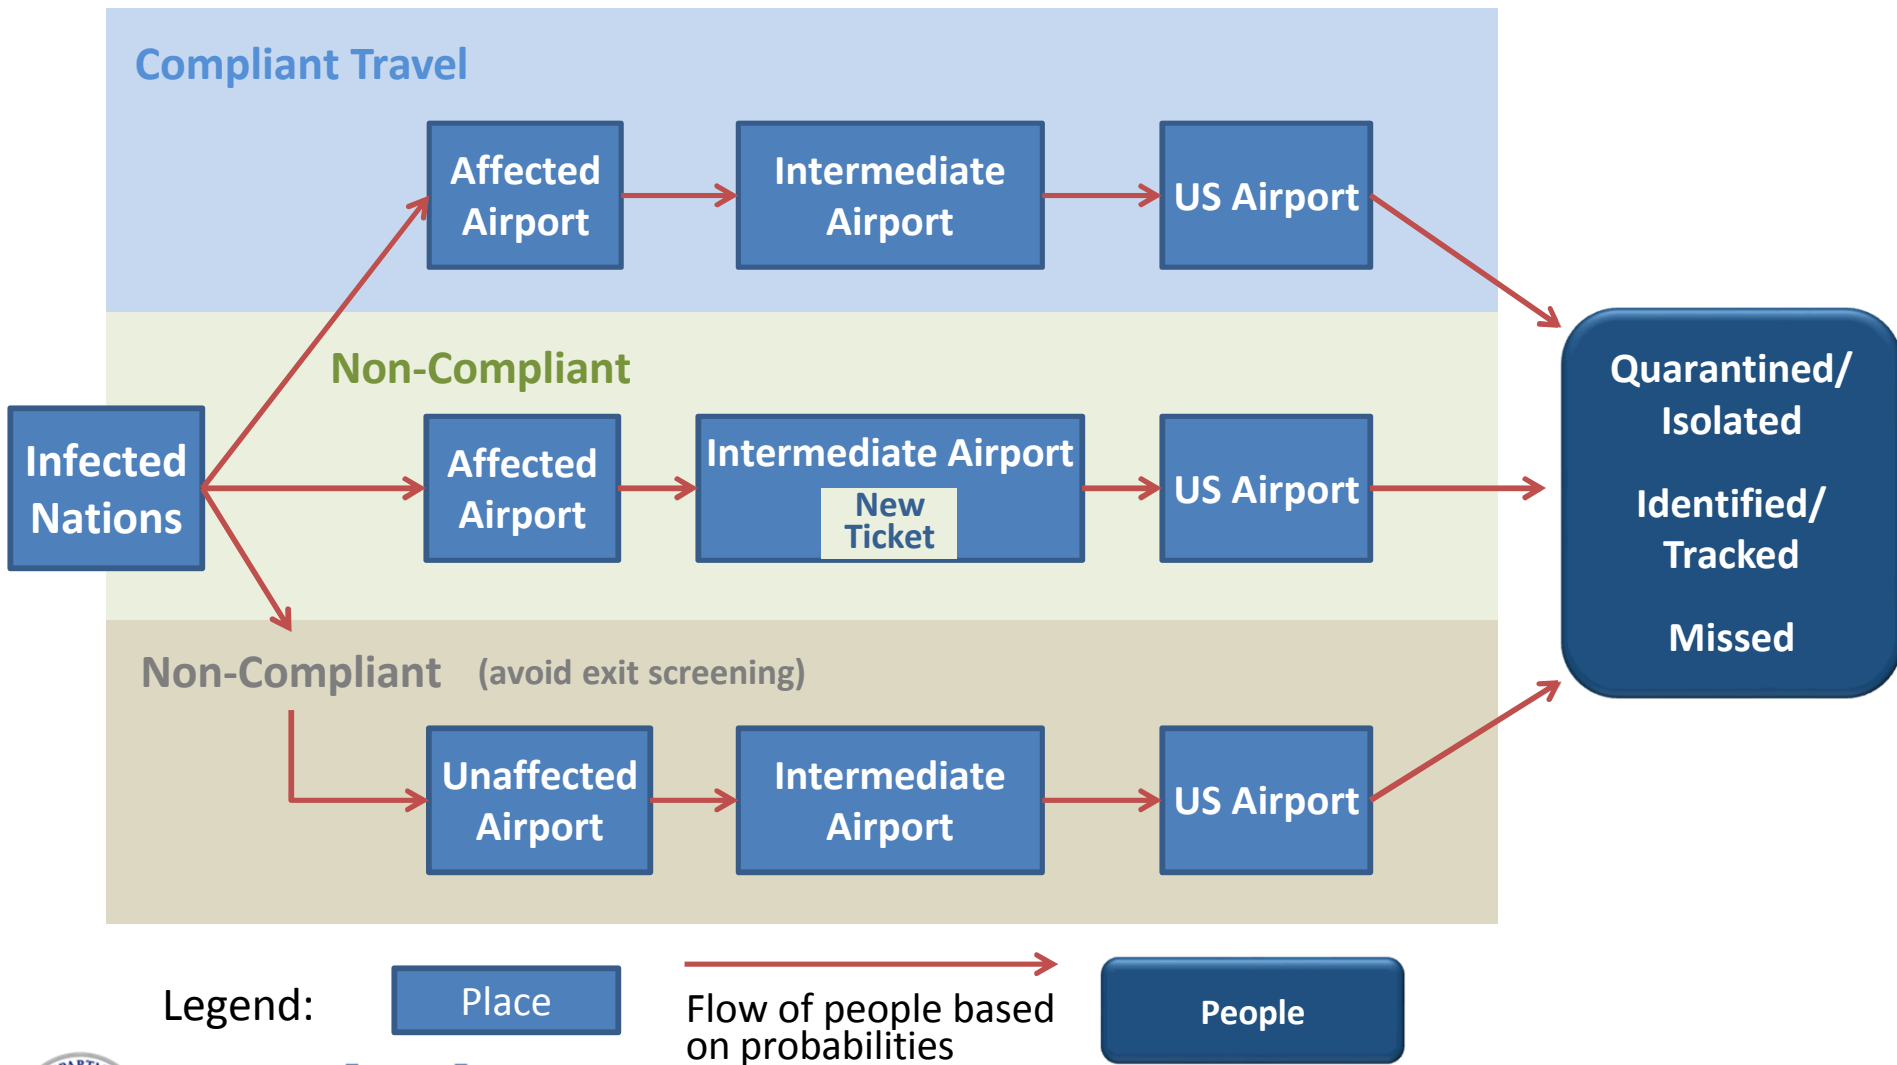 Compliant Travel
Affected
Airport
Intermediate
Airport
US Airport
Non-Compliant
Infected
Nations
Affected
Airport
Intermediate Airport
New
Ticket
US Airport
Quarantined/
Isolated
Identified/
Tracked
Missed
Non-Compliant (avoid exit screening)
Unaffected
Airport
Intermediate
Airport
US Airport
Legend:
Place
Flow of people based
on probabilities
People